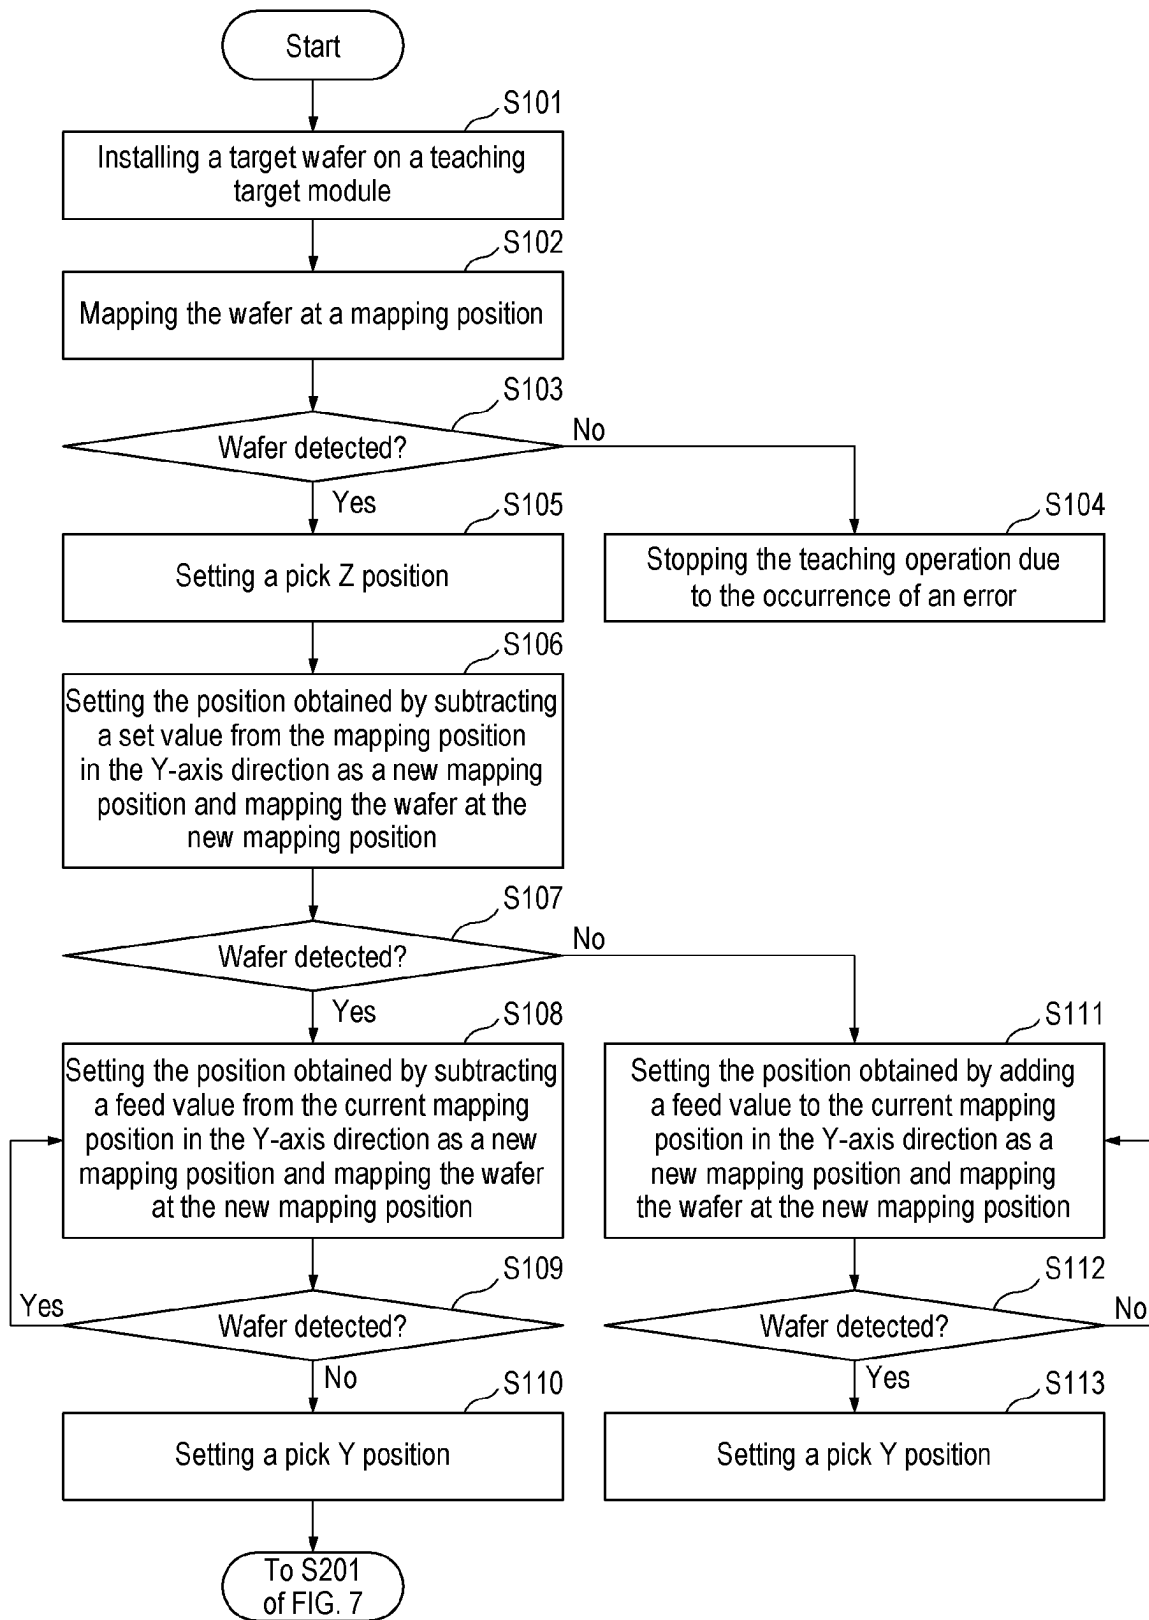 Start
S101
Installing a target wafer on a teaching
target module
S102
Mapping the wafer at a mapping position
S103
Wafer detected?
No
Yes
S105
Setting a pick Z position
S104
Stopping the teaching operation due
to the occurrence of an error
S106
Setting the position obtained by subtracting
a set value from the mapping position
in the Y-axis direction as a new mapping
position and mapping the wafer at the
new mapping position
S107
Wafer detected?
No
Yes
S108
Setting the position obtained by subtracting
a feed value from the current mapping
position in the Y-axis direction as a new
mapping position and mapping the wafer
at the new mapping position
S111
Setting the position obtained by adding
a feed value to the current mapping
position in the Y-axis direction as a
new mapping position and mapping
the wafer at the new mapping position
S109
Yes
Wafer detected?
No
S112
Wafer detected?
No
Yes
S110
Setting a pick Y position
S113
Setting a pick Y position
To S201
of FIG. 7